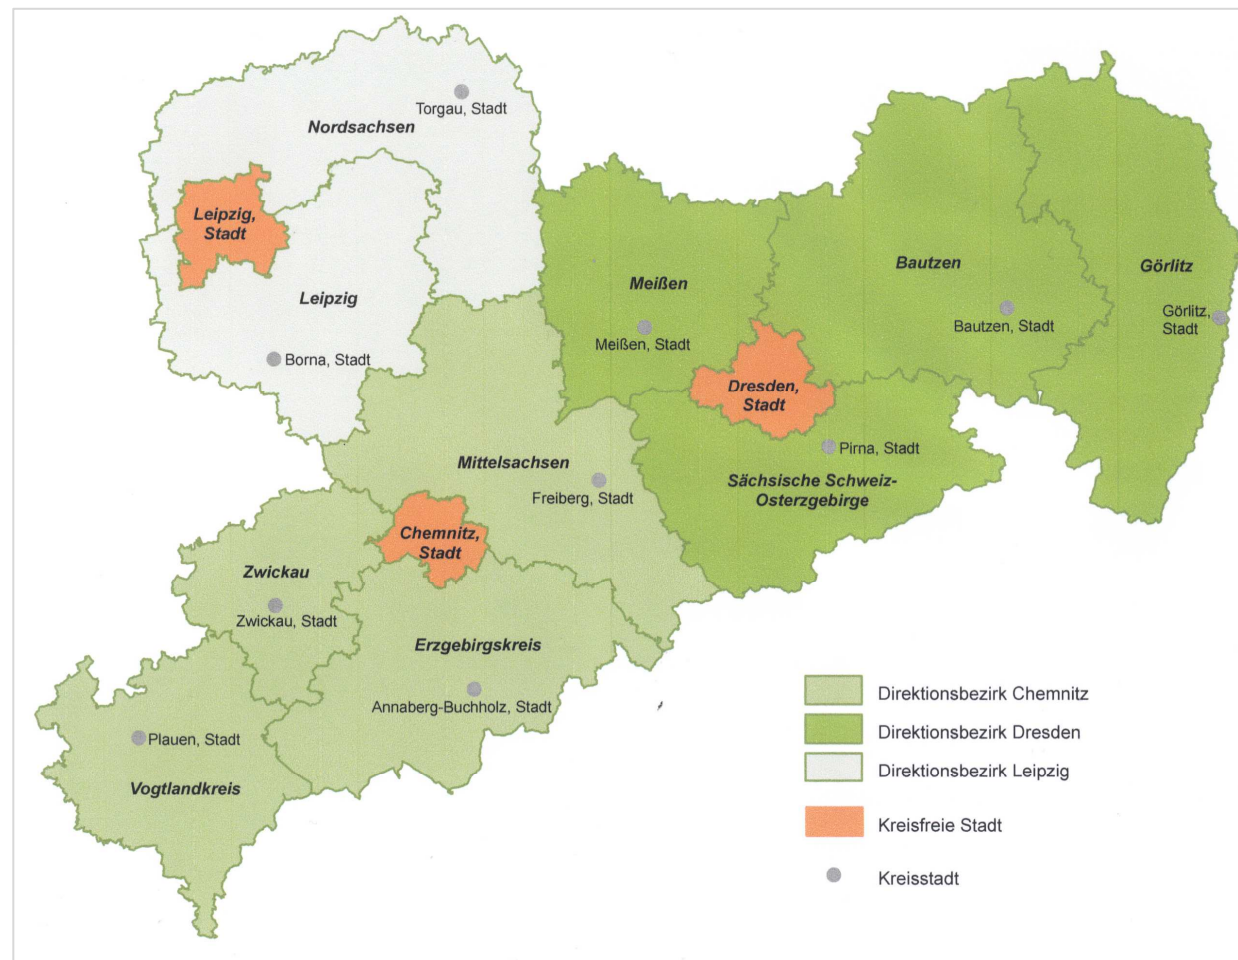 Torgau, Stadt
Nordsachsen
Leipzig,
Stadt
Leipzig
Borna, Stadt
Meißen
Meißen, Stadt
Bautzen
Bautzen, Stadt
Görlitz
Görlitz,
Stadt
Dresden,
Stadt
Pirna, Stadt
Sächsische Schweiz-
Osterzgebirge
Mittelsachsen
Freiberg, Stadt
Chemnitz,
Stadt
Zwickau
Zwickau, Stadt
Erzgebirgskreis
Annaberg-Buchholz, Stadt
Plauen, Stadt
Vogtlandkreis
Direktionsbezirk Chemnitz
Direktionsbezirk Dresden
Direktionsbezirk Leipzig
Kreisfreie Stadt
Kreisstadt